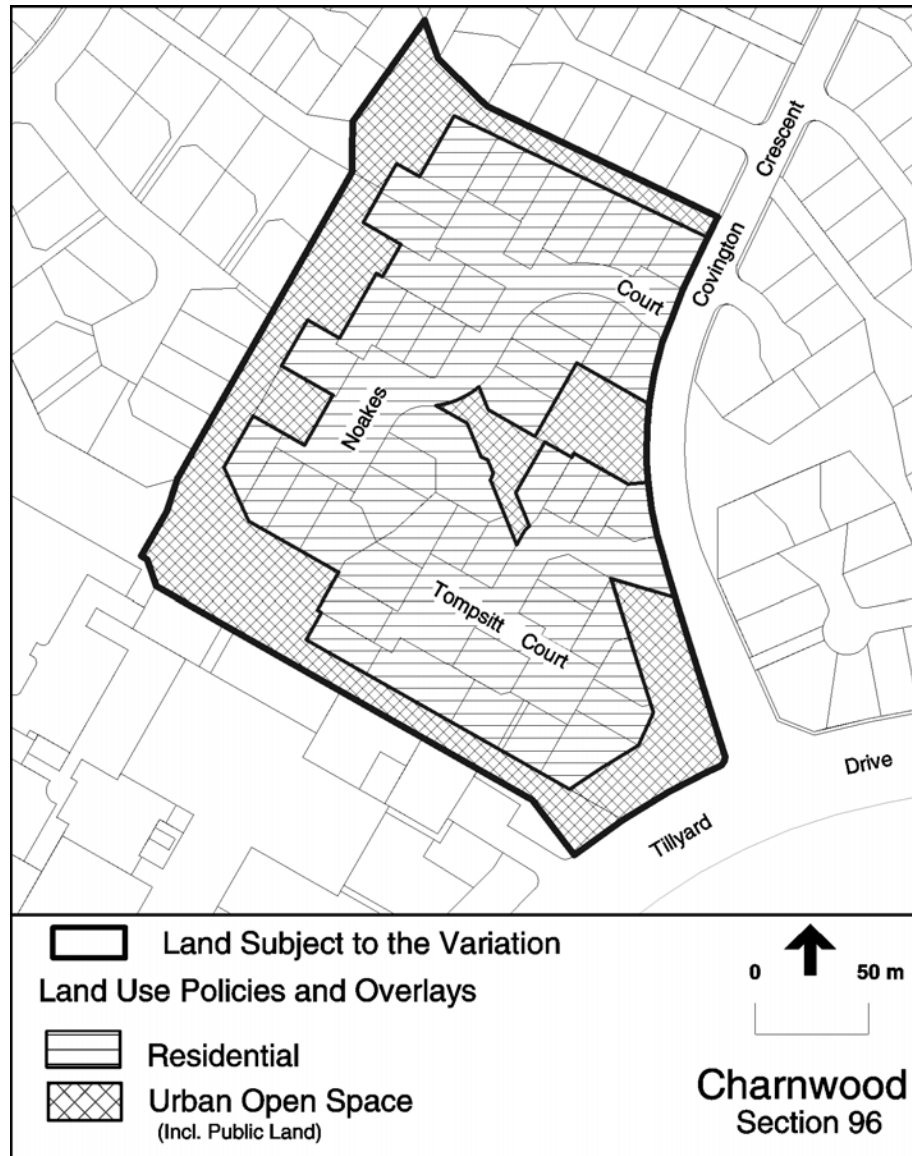 Crescent
Covington
Court
Noakes
Tompsitt Court
Drive
Tillyard
Land Subject to the Variation
Land Use Policies and Overlays
Residential
Urban Open Space
(Incl. Public Land)
0 50 m
Charnwood
Section 96